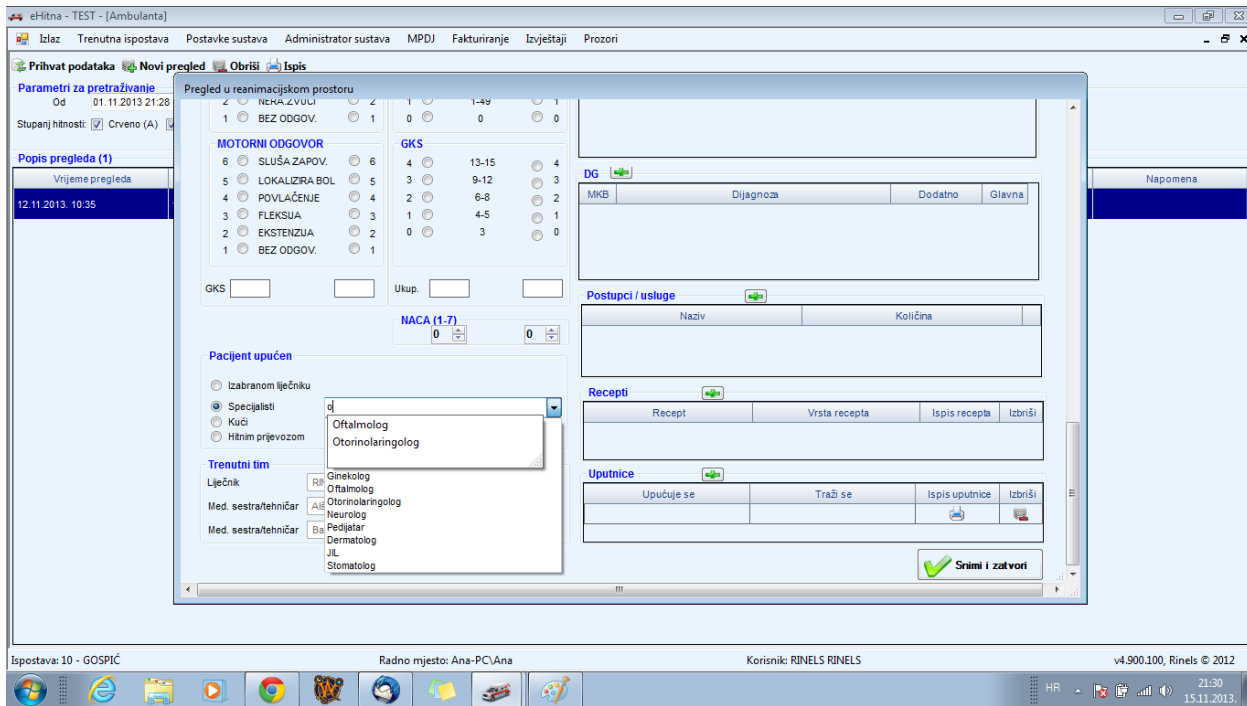 eHitna - TEST - [Ambulanta]
Izlaz Trenutna ispostava Postavke sustava Administrator sustava MPDJ Fakturiranje Izvještaji Prozori
Prihvat podataka Novi pregled Obriši Ispis
Parametri za pretraživanje
Od 01.11.2013 21:28
Stupanj hitnosti: Crveno (A)
Popis pregleda (1)
Vrijeme pregleda
Napomena
12.11.2013. 10:35
Pregled u reanimacijskom prostoru
2 NERAZ.ZVUCI 2
1 BEZ ODGOV. 1
1 1-49 1
0 0 0
MOTORNI ODGOVOR
6 SLUŠA ZAPOV. 6
5 LOKALIZIRA BOL 5
4 POVLAČENJE 4
3 FLEKSIJA 3
2 EKSTENZIJA 2
1 BEZ ODGOV. 1
GKS
4 13-15 4
3 9-12 3
2 6-8 2
1 4-5 1
0 3 0
GKS
Ukup.
NACA (1-7)
0 0
Pacijent upućen
Izabranom liječniku
Specijalisti o
Kući
Hitnim prijevozom
Oftalmolog
Otorinolaringolog
Ginekolog
Oftalmolog
Otorinolaringolog
Neurolog
Pedijatar
Dermatolog
JIL
Stomatolog
Trenutni tim
Liječnik
Med. sestra/tehničar
Med. sestra/tehničar Ba
DG
MKB Dijagnoza Dodatno Glavna
Postupci / usluge
Naziv Količina
Recepti
Recept Vrsta recepta Ispis recepta Izbriši
Uputnice
Upućuje se Traži se Ispis uputnice Izbriši
Snimi i zatvori
Ispostava: 10 - GOSPIĆ Radno mjesto: Ana-PC\Ana Korisnik: RINELS RINELS v4.900.100, Rinels © 2012
HR 21:30
15.11.2013.